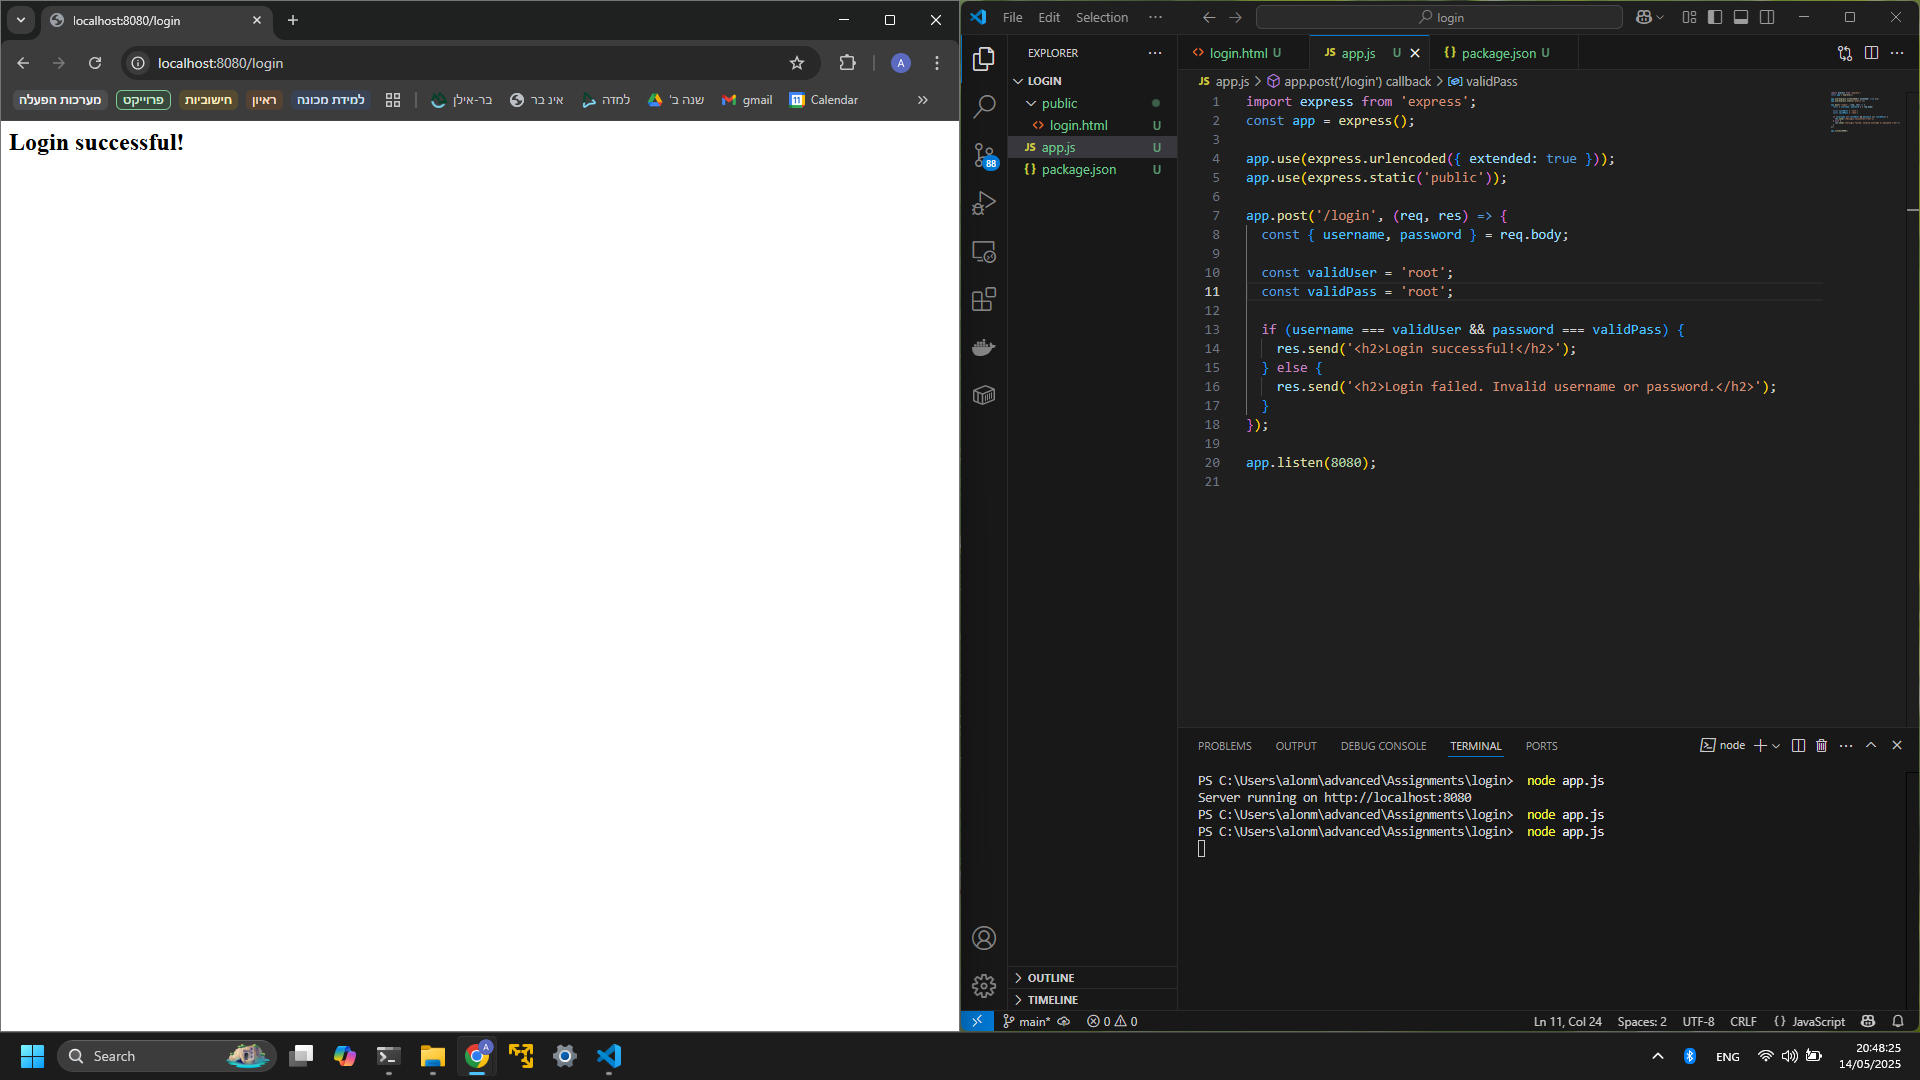 localhost:8080/login
localhost:8080/login
A
מערכות הפעלה
פרוייקט
חישוביות
ראיון
למידת מכונה
בר-אילן
אינ בר
למדה
שנה ב'
gmail
11
Calendar
Login successful!
File Edit Selection
login
EXPLORER
LOGIN
public
login.html U
JS app.js U
{} package.json U
88
login.html U
JS app.js U
{} package.json U
JS app.js > app.post('/login') callback > validPass
1 import express from 'express';
2 const app = express();
3
4 app.use(express.urlencoded({ extended: true }));
5 app.use(express.static('public'));
6
7 app.post('/login', (req, res) => {
8 const { username, password } = req.body;
9
10 const validUser = 'root';
11 const validPass = 'root';
12
13 if (username === validUser && password === validPass) {
14 res.send('<h2>Login successful!</h2>');
15 } else {
16 res.send('<h2>Login failed. Invalid username or password.</h2>');
17 }
18 });
19
20 app.listen(8080);
21
PROBLEMS OUTPUT DEBUG CONSOLE TERMINAL PORTS
node
PS C:\Users\alonm\advanced\Assignments\login> node app.js
Server running on http://localhost:8080
PS C:\Users\alonm\advanced\Assignments\login> node app.js
PS C:\Users\alonm\advanced\Assignments\login> node app.js
OUTLINE
TIMELINE
main* 0 0
Ln 11, Col 24 Spaces: 2 UTF-8 CRLF {} JavaScript
Search
A
ENG
20:48:25
14/05/2025